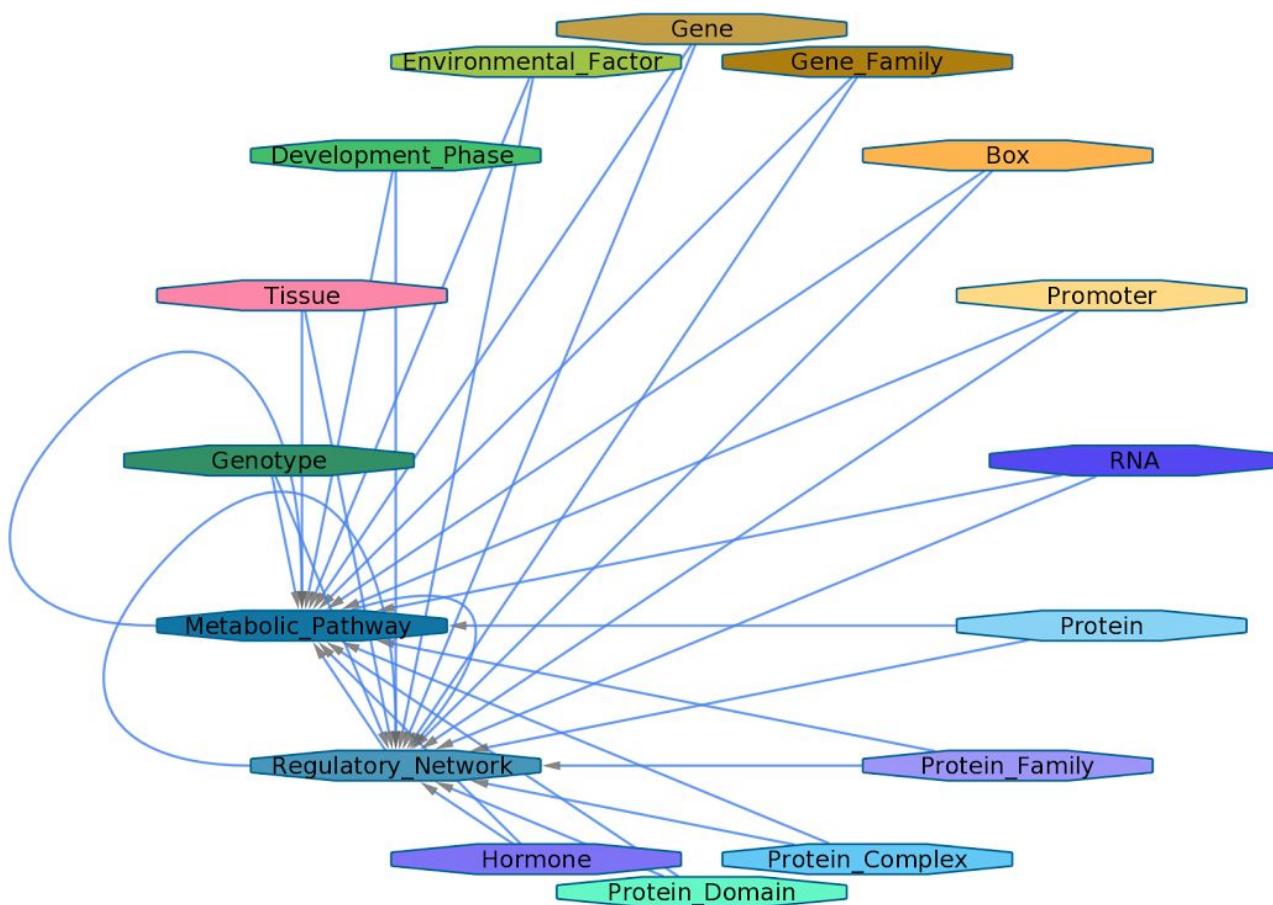 Gene
Environmental_Factor
Gene_Family
Development_Phase
Box
Tissue
Promoter
Genotype
RNA
Metabolic_Pathway
Protein
Regulatory_Network
Protein_Family
Hormone
Protein_Complex
Protein_Domain